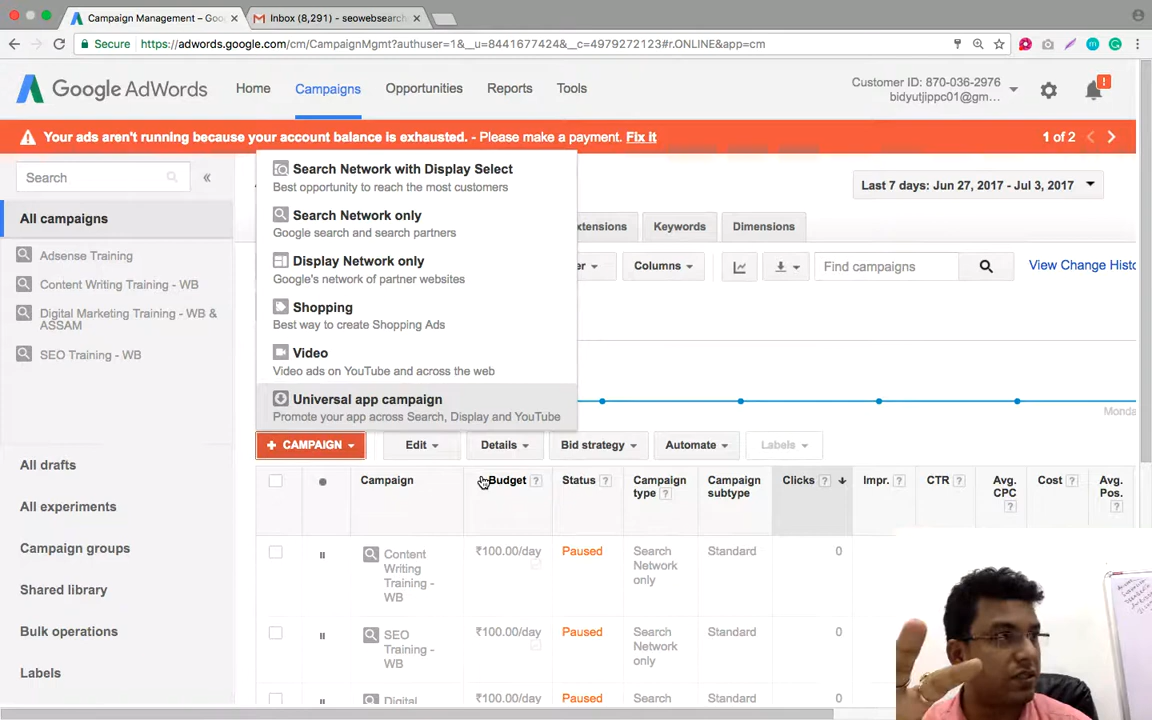 Campaign Management – Goo
Inbox (8,291) - seowebsearch
Secure
https://adwords.google.com/cm/CampaignMgmt?authuser=1&__u=8441677424&__c=4979272123#r.ONLINE&app=cm
Google AdWords
Home
Campaigns
Opportunities
Reports
Tools
Customer ID: 870-036-2976
bidyutjippc01@gm...
!
Your ads aren't running because your account balance is exhausted. - Please make a payment. Fix it
1 of 2
Search
«
All campaigns
Adsense Training
Content Writing Training - WB
Digital Marketing Training - WB &
ASSAM
SEO Training - WB
All drafts
All experiments
Campaign groups
Shared library
Bulk operations
Labels
Search Network with Display Select
Best opportunity to reach the most customers
Search Network only
Google search and search partners
Display Network only
Google's network of partner websites
Shopping
Best way to create Shopping Ads
Video
Video ads on YouTube and across the web
Universal app campaign
Promote your app across Search, Display and YouTube
Last 7 days: Jun 27, 2017 - Jul 3, 2017
xtensions
Keywords
Dimensions
er
Columns
Find campaigns
View Change Histo
Monda
+ CAMPAIGN
Edit
Details
Bid strategy
Automate
Labels
Campaign
Budget ?
Status ?
Campaign
type ?
Campaign
subtype
Clicks ?
Impr. ?
CTR ?
Avg.
CPC
?
Cost ?
Avg.
Pos.
?
Content
Writing
Training -
WB
₹100.00/day
Paused
Search
Network
only
Standard
0
SEO
Training -
WB
₹100.00/day
Paused
Search
Network
only
Standard
0
Digital
₹100.00/day
Paused
Search
Standard
0